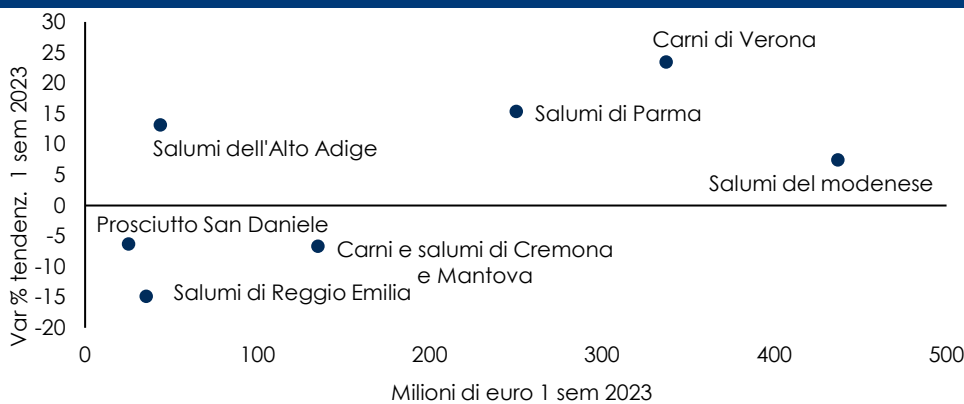 30
25
20
15
10
5
0
-5
-10
-15
-20
Var % tendenz. 1 sem 2023
Carni di Verona
Salumi di Parma
Salumi dell'Alto Adige
Salumi del modenese
Prosciutto San Daniele
Carni e salumi di Cremona
e Mantova
Salumi di Reggio Emilia
0 100 200 300 400 500
Milioni di euro 1 sem 2023